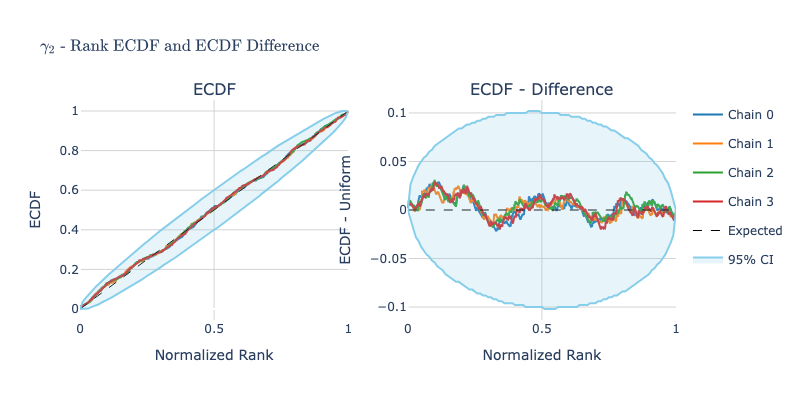 γ₂ - Rank ECDF and ECDF Difference
ECDF
ECDF - Difference
ECDF
1
0.8
0.6
0.4
0.2
0
0
0.5
1
Normalized Rank
ECDF - Uniform
0.1
0.05
0
−0.05
−0.1
0
0.5
1
Normalized Rank
Chain 0
Chain 1
Chain 2
Chain 3
Expected
95% CI